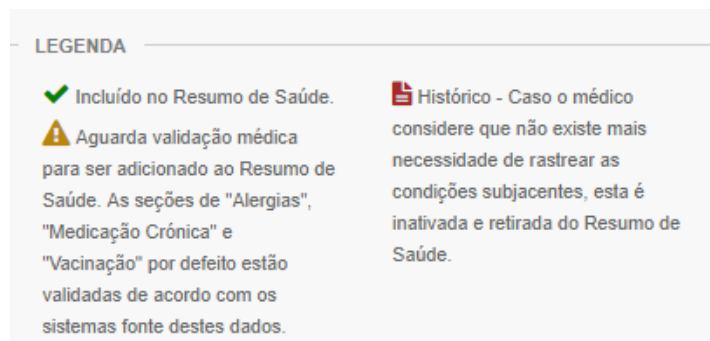 LEGENDA
Incluído no Resumo de Saúde.
Aguarda validação médica
para ser adicionado ao Resumo de
Saúde. As seções de "Alergias",
"Medicação Crónica" e
"Vacinação" por defeito estão
validadas de acordo com os
sistemas fonte destes dados.
Histórico - Caso o médico
considere que não existe mais
necessidade de rastrear as
condições subjacentes, esta é
inativada e retirada do Resumo de
Saúde.